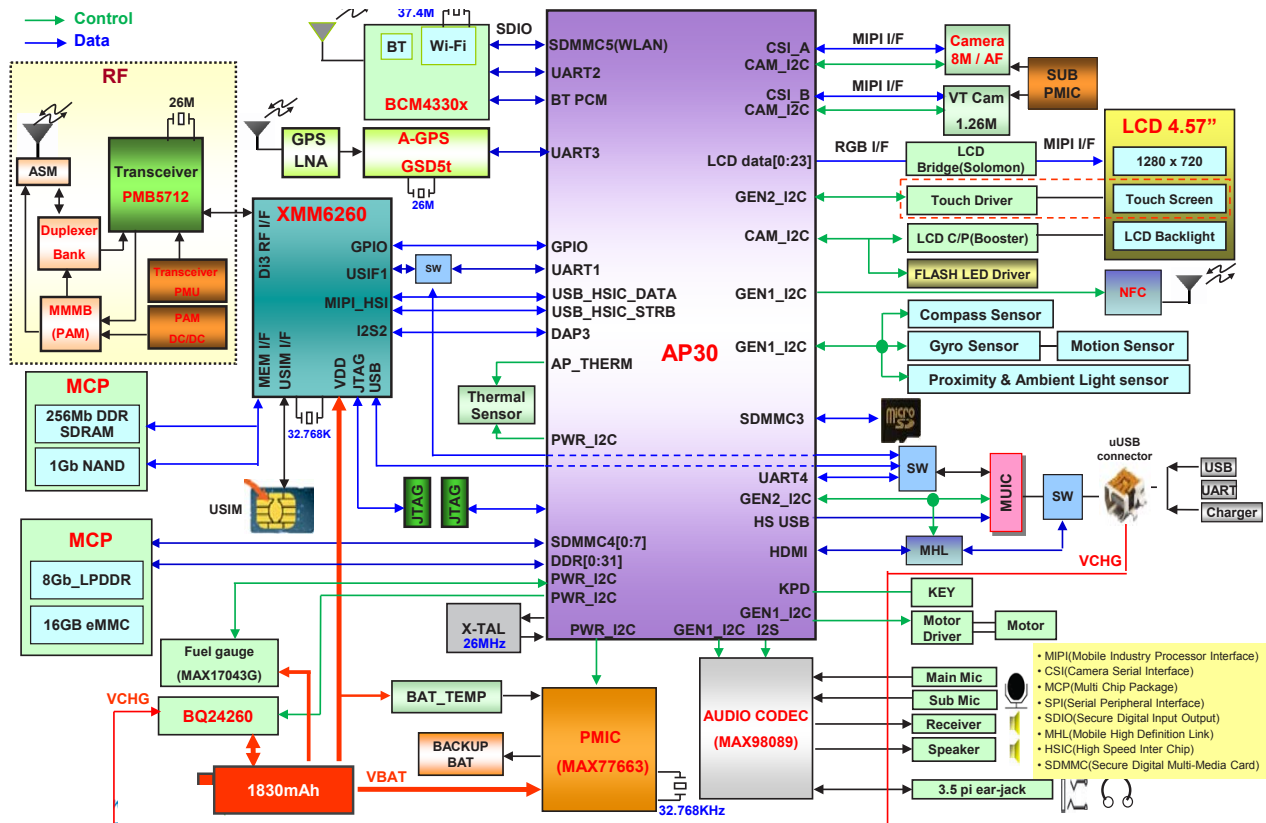 Control
Data
RF
26M
ASM
Transceiver
PMB5712
Duplexer
Bank
Transceiver
PMU
MMMB
(PAM)
PAM
DC/DC
37.4M
BT
Wi-Fi
BCM4330x
SDIO
GPS
LNA
A-GPS
GSD5t
26M
XMM6260
Di3 RF I/F
GPIO
USIF1
MIPI_HSI
I2S2
MEM I/F
USIM I/F
VDD
JTAG
USB
SW
32.768K
MCP
256Mb DDR
SDRAM
1Gb NAND
USIM
JTAG
JTAG
Thermal
Sensor
MCP
8Gb_LPDDR
16GB eMMC
Fuel gauge
(MAX17043G)
VCHG
BQ24260
1830mAh
VBAT
X-TAL
26MHz
BAT_TEMP
BACKUP
BAT
PMIC
(MAX77663)
32.768KHz
AP30
SDMMC5(WLAN)
UART2
BT PCM
UART3
GPIO
UART1
USB_HSIC_DATA
USB_HSIC_STRB
DAP3
AP_THERM
PWR_I2C
SDMMC4[0:7]
DDR[0:31]
PWR_I2C
PWR_I2C
PWR_I2C
GEN1_I2C
I2S
CSI_A
CAM_I2C
CSI_B
CAM_I2C
LCD data[0:23]
GEN2_I2C
CAM_I2C
GEN1_I2C
GEN1_I2C
SDMMC3
UART4
GEN2_I2C
HS USB
HDMI
KPD
GEN1_I2C
MIPI I/F
Camera
8M / AF
MIPI I/F
VT Cam
1.26M
SUB
PMIC
RGB I/F
LCD
Bridge(Solomon)
MIPI I/F
LCD 4.57”
1280 x 720
Touch Screen
LCD Backlight
Touch Driver
LCD C/P(Booster)
FLASH LED Driver
NFC
Compass Sensor
Gyro Sensor
Motion Sensor
Proximity & Ambient Light sensor
micro
SD
SW
MUIC
SW
uUSB
connector
USB
UART
Charger
MHL
VCHG
KEY
Motor
Driver
Motor
AUDIO CODEC
(MAX98089)
Main Mic
Sub Mic
Receiver
Speaker
3.5 pi ear-jack
• MIPI(Mobile Industry Processor Interface)
• CSI(Camera Serial Interface)
• MCP(Multi Chip Package)
• SPI(Serial Peripheral Interface)
• SDIO(Secure Digital Input Output)
• MHL(Mobile High Definition Link)
• HSIC(High Speed Inter Chip)
• SDMMC(Secure Digital Multi-Media Card)